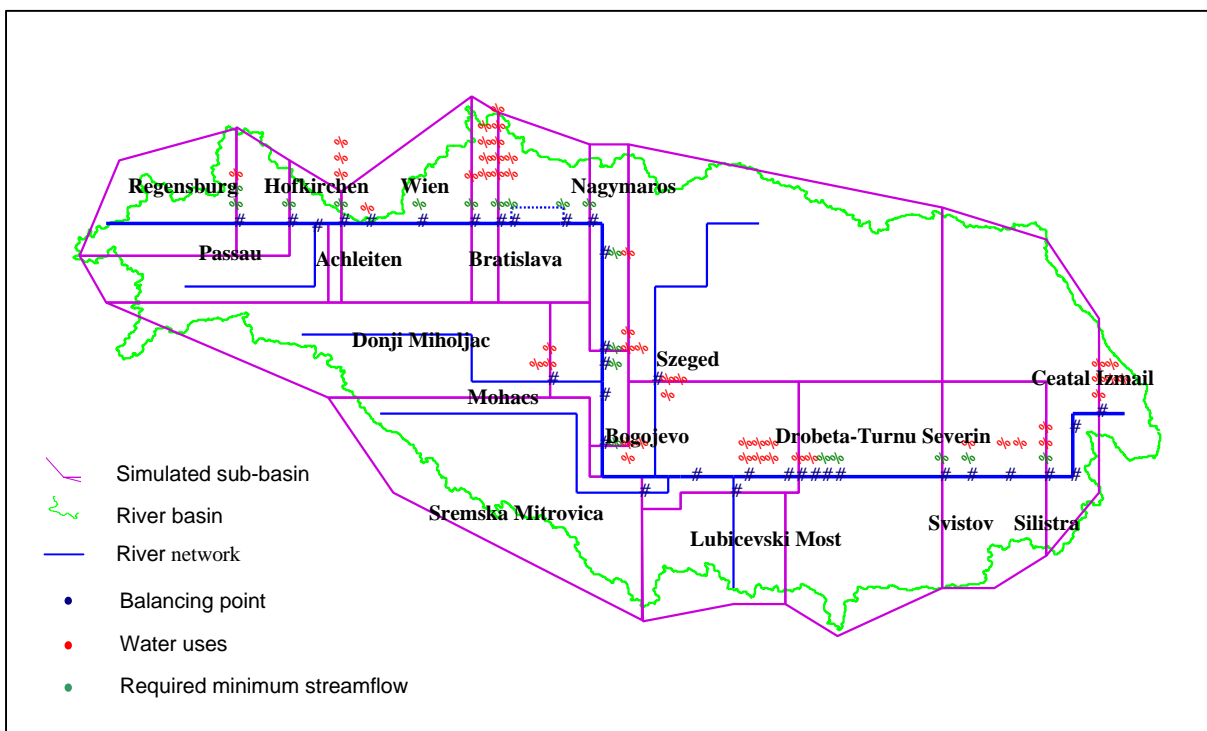 Regensburg Hofkirchen Wien Nagymaros
Passau Achleiten Bratislava
Donji Miholjac Szeged
Ceatal Izmail
Mohacs
Bogojevo Drobeta-Turnu Severin
Simulated sub-basin
River basin
Sremska Mitrovica Svistov Silistra
Lubicevski Most
River network
Balancing point
Water uses
Required minimum streamflow